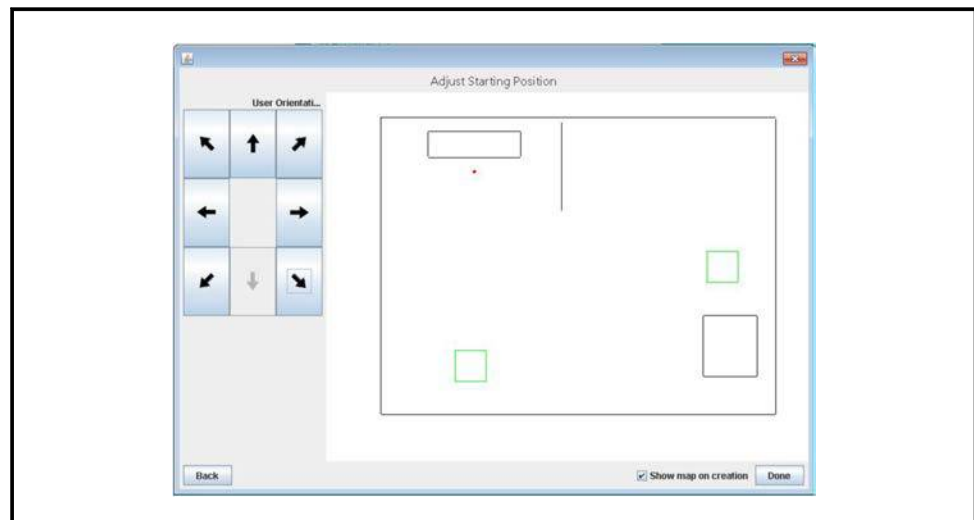 Adjust Starting Position
User Orientati...
Back
Show map on creation
Done